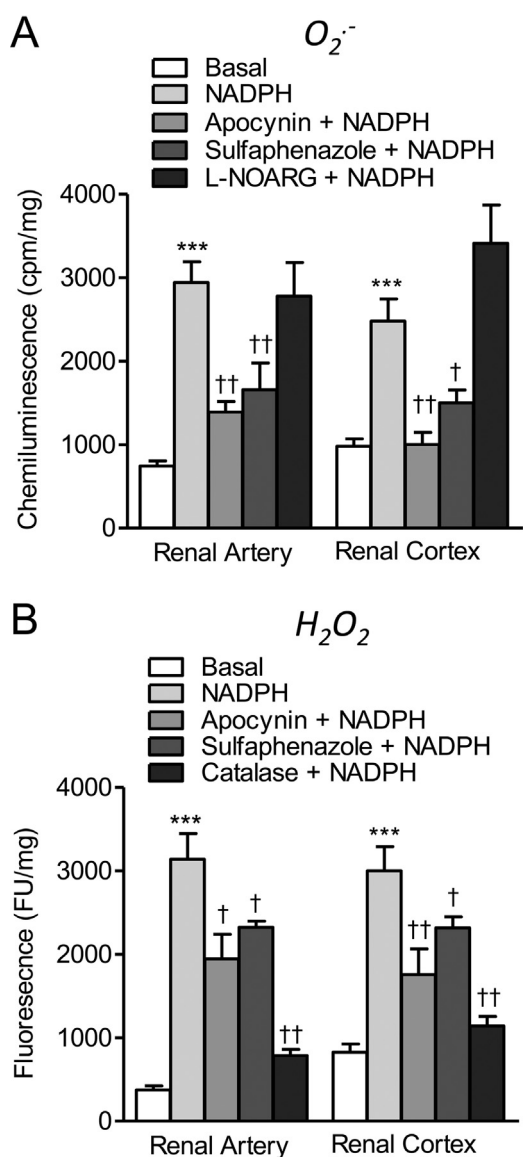 A
O₂·⁻
Basal
NADPH
Apocynin + NADPH
Sulfaphenazole + NADPH
L-NOARG + NADPH
Chemiluminescence (cpm/mg)
4000
3000
2000
1000
0
***
††
††
***
††
†
Renal Artery
Renal Cortex
B
H₂O₂
Basal
NADPH
Apocynin + NADPH
Sulfaphenazole + NADPH
Catalase + NADPH
Fluoresecnce (FU/mg)
4000
3000
2000
1000
0
***
†
†
††
***
††
†
††
Renal Artery
Renal Cortex